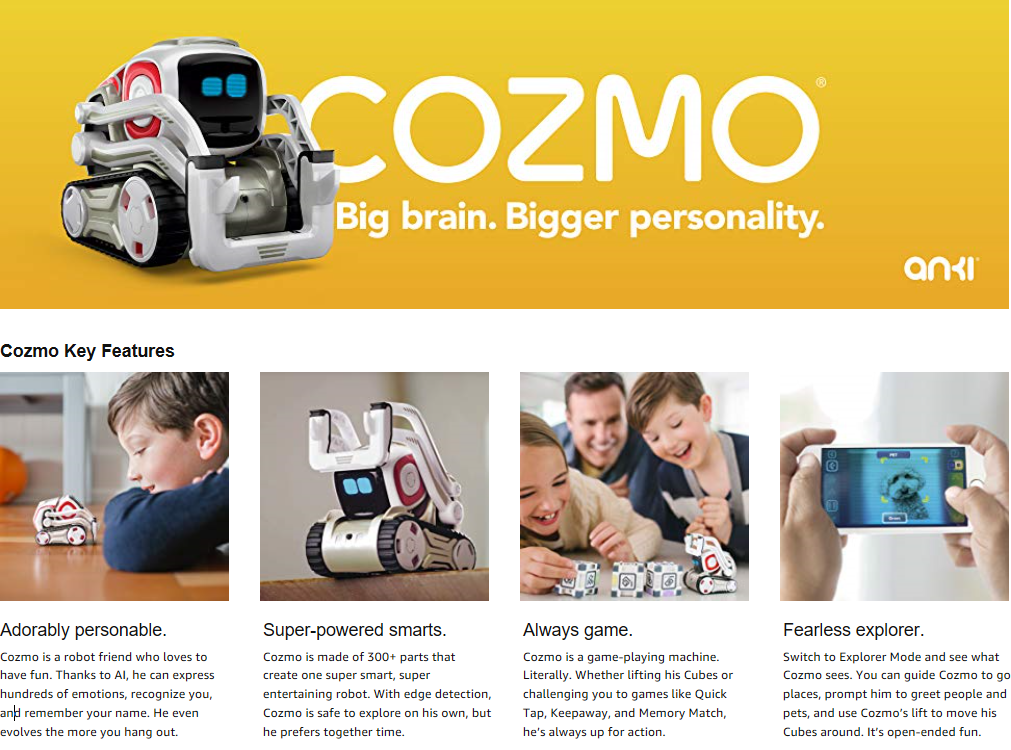 COZMO®
Big brain. Bigger personality.
anki
Cozmo Key Features
PET
Adorably personable.
Cozmo is a robot friend who loves to
have fun. Thanks to AI, he can express
hundreds of emotions, recognize you,
and remember your name. He even
evolves the more you hang out.
Super-powered smarts.
Cozmo is made of 300+ parts that
create one super smart, super
entertaining robot. With edge detection,
Cozmo is safe to explore on his own, but
he prefers together time.
Always game.
Cozmo is a game-playing machine.
Literally. Whether lifting his Cubes or
challenging you to games like Quick
Tap, Keepaway, and Memory Match,
he's always up for action.
Fearless explorer.
Switch to Explorer Mode and see what
Cozmo sees. You can guide Cozmo to go
places, prompt him to greet people and
pets, and use Cozmo's lift to move his
Cubes around. It's open-ended fun.